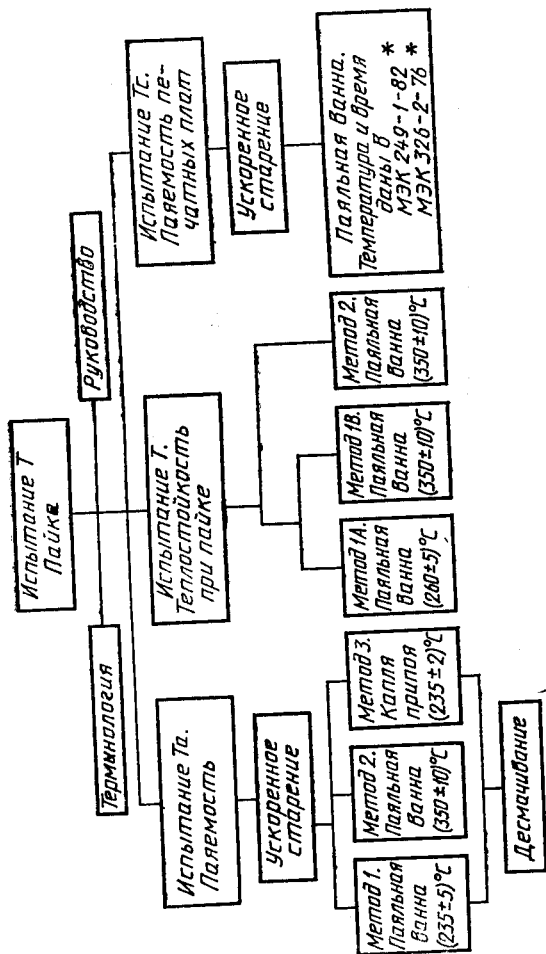 Испытание Т
Пайка
Терминология
Руководство
Испытание Та.
Паяемость
Испытание Т.
Теплостойкость
при пайке
Испытание Тс.
Паяемость пе-
чатных плат
Ускоренное
старение
Ускоренное
старение
Метод 1.
Паяльная
Ванна
(235±5)°С
Метод 2.
Паяльная
Ванна
(350±10)°С
Метод 3.
Капля
припоя
(235±2)°С
Метод 1А.
Паяльная
Ванна
(260±5)°С
Метод 1В.
Паяльная
Ванна
(350±10)°С
Метод 2.
Паяльная
Ванна
(350±10)°С
Паяльная Ванна.
Температура и время
даны в
МЭК 249-1-82 *
МЭК 326-2-76 *
Десмачивание